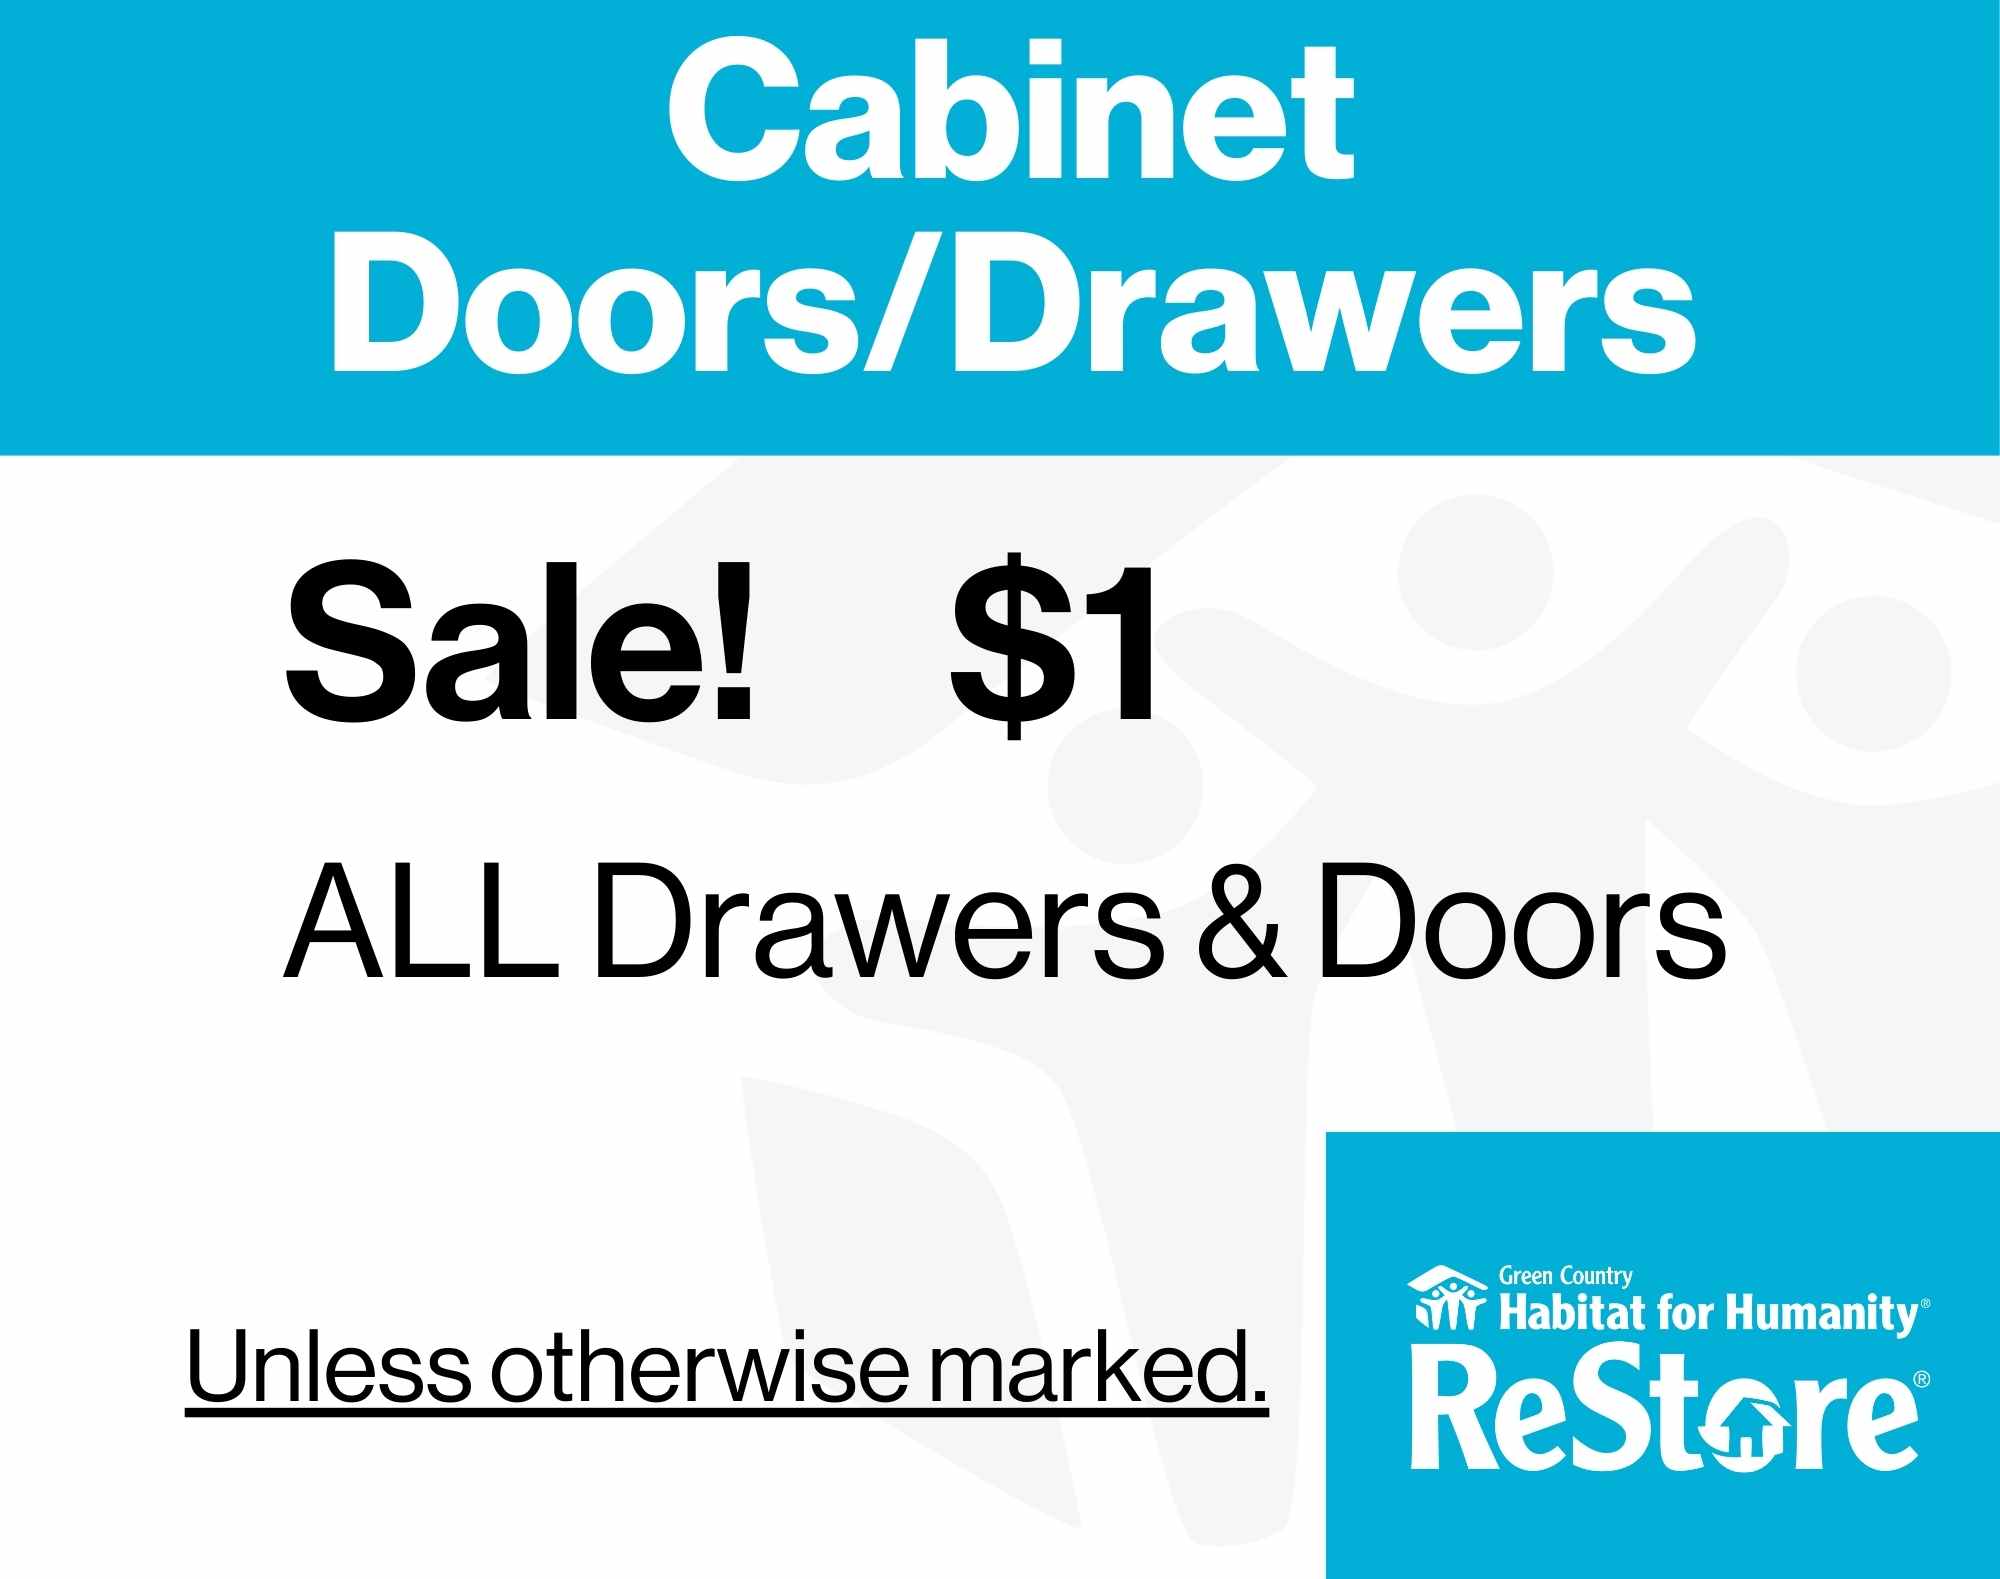 Cabinet
Doors/Drawers
Sale! $1
ALL Drawers & Doors
Unless otherwise marked.
Green Country
Habitat for Humanity®
ReStore®